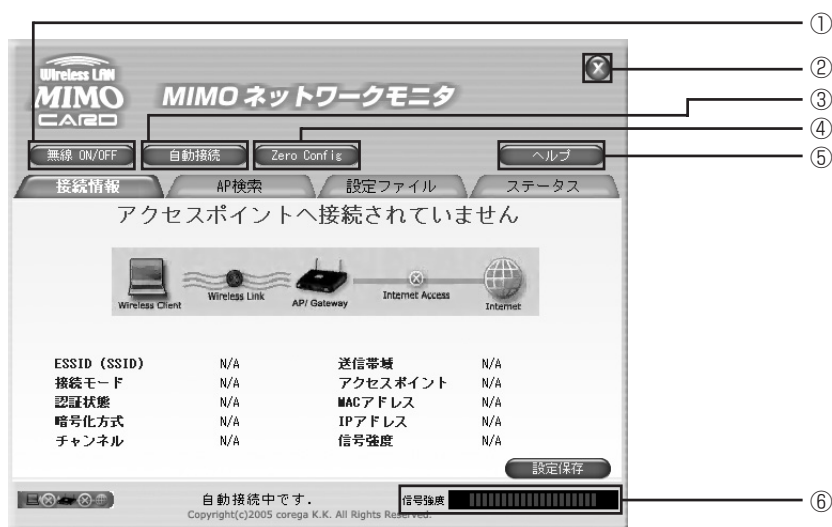 ①
②
Wireless LAN
MIMO
CARD
MIMO ネットワークモニタ
③
④
無線 ON/OFF 自動接続 Zero Config ヘルプ
⑤
接続情報 AP検索 設定ファイル ステータス
アクセスポイントへ接続されていません
Wireless Client Wireless Link AP/ Gateway Internet Access Internet
ESSID (SSID) N/A 送信帯域 N/A
接続モード N/A アクセスポイント N/A
認証状態 N/A MACアドレス N/A
暗号化方式 N/A IPアドレス N/A
チャンネル N/A 信号強度 N/A
設定保存
自動接続中です. 信号強度
⑥
Copyright(c)2005 corega K.K. All Rights Reserved.